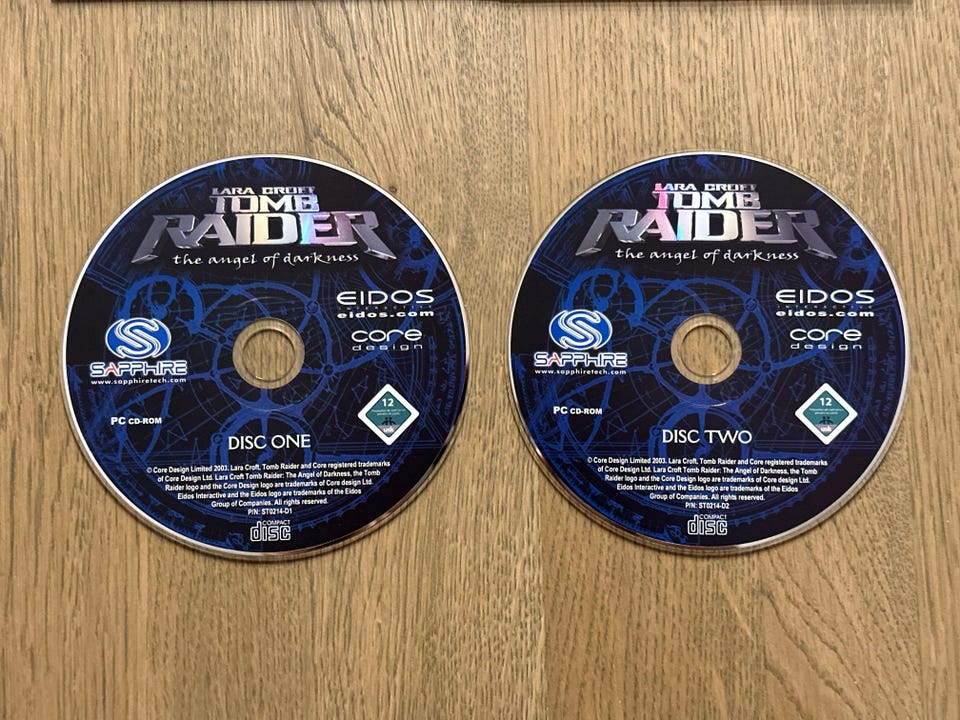 LARA CROFT
TOMB
RAIDER
the angel of darkness
EIDOS
INTERACTIVE
eidos.com
core
design
SAPPHIRE
www.sapphiretech.com
PC CD-ROM
12
usk
DISC ONE
© Core Design Limited 2003. Lara Croft, Tomb Raider and Core registered trademarks
of Core Design Ltd. Lara Croft Tomb Raider: The Angel of Darkness, the Tomb
Raider logo and the Core Design logo are trademarks of Core design Ltd.
Eidos Interactive and the Eidos logo are trademarks of the Eidos
Group of Companies. All rights reserved.
P/N: ST0214-D1
COMPACT
disc
LARA CROFT
TOMB
RAIDER
the angel of darkness
EIDOS
INTERACTIVE
eidos.com
core
design
SAPPHIRE
www.sapphiretech.com
PC CD-ROM
12
usk
DISC TWO
© Core Design Limited 2003. Lara Croft, Tomb Raider and Core registered trademarks
of Core Design Ltd. Lara Croft Tomb Raider: The Angel of Darkness, the Tomb
Raider logo and the Core Design logo are trademarks of Core design Ltd.
Eidos Interactive and the Eidos logo are trademarks of the Eidos
Group of Companies. All rights reserved.
P/N: ST0214-D2
COMPACT
disc